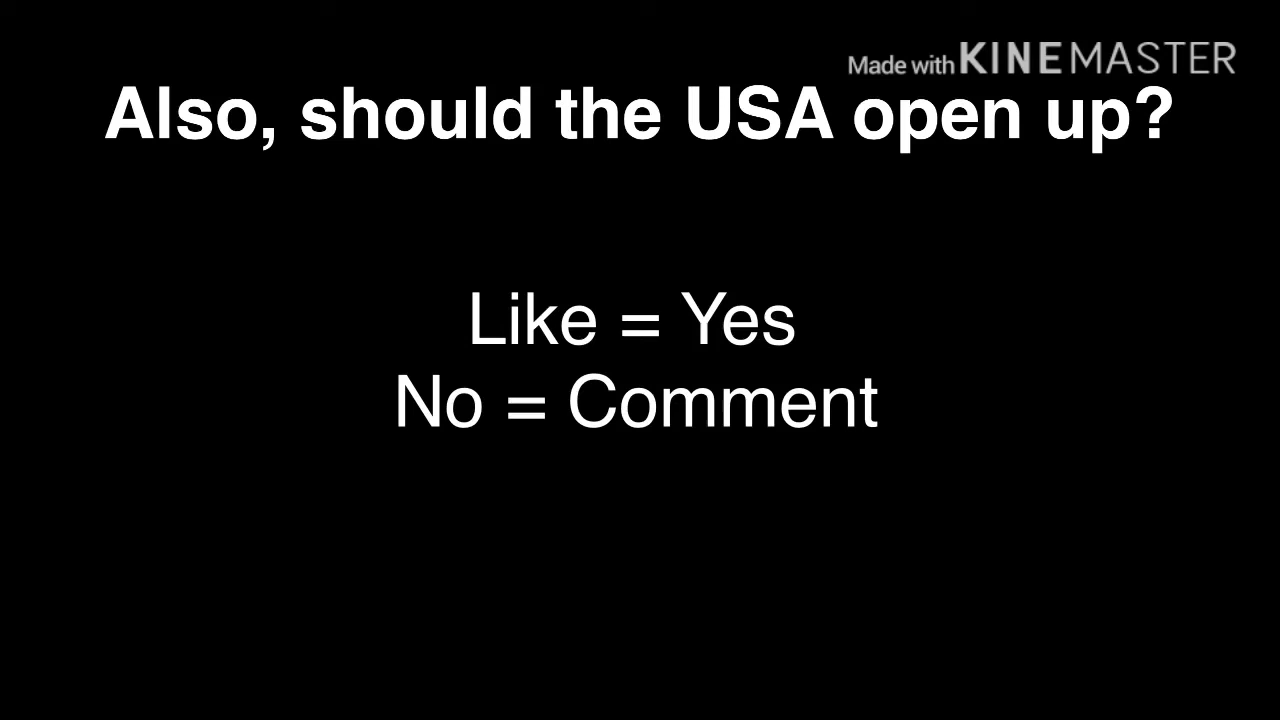 Made with KINEMASTER
Also, should the USA open up?
Like = Yes
No = Comment